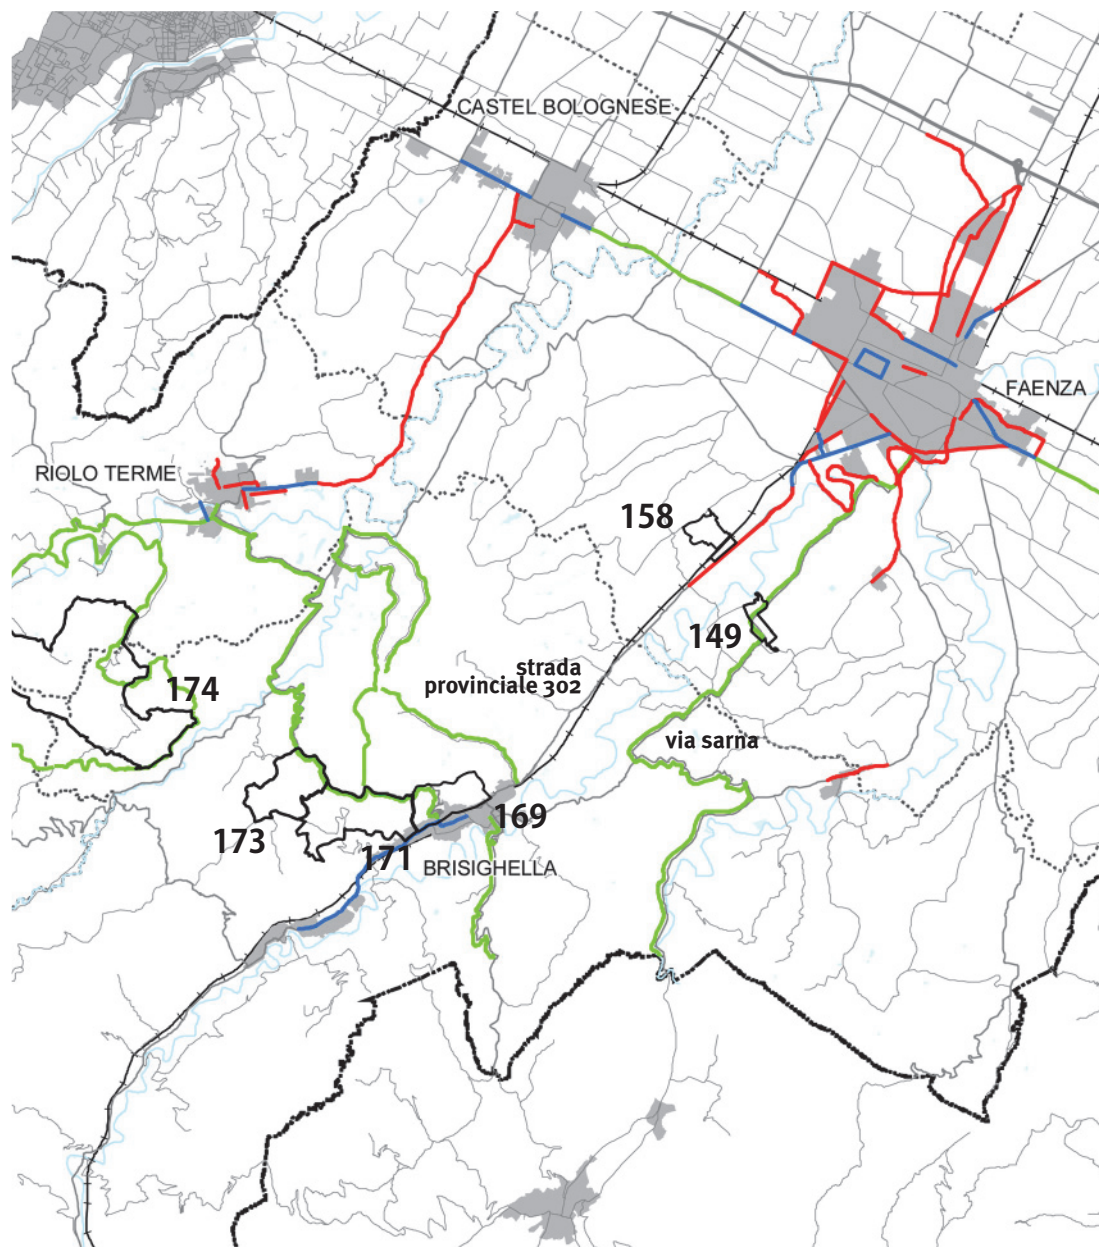 CASTEL BOLOGNESE
FAENZA
RIOLO TERME
158
149
strada
provinciale 302
174
via sarna
169
173
171
BRISIGHELLA